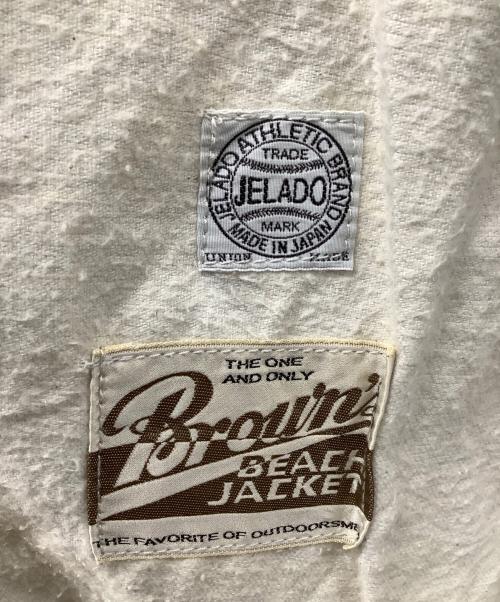 JELADO ATHLETIC BRAND
TRADE
JELADO
MARK
MADE IN JAPAN
UNION MADE
THE ONE
AND ONLY
Brown's
BEACH
JACKET
THE FAVORITE OF OUTDOORSME